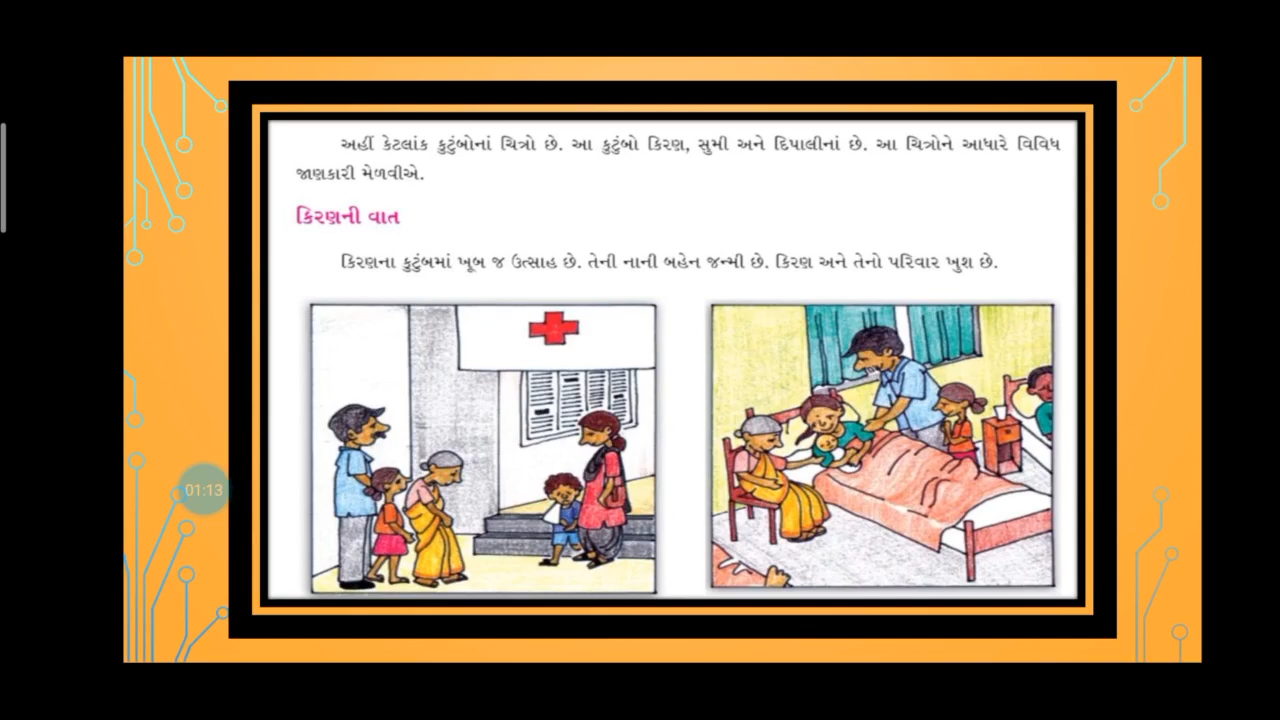 અહીં કેટલાંક કુટુંબોનાં ચિત્રો છે. આ કુટુંબો કિરણ, સુમી અને દિપાલીનાં છે. આ ચિત્રોને આધારે વિવિધ
જાણકારી મેળવીએ.
કિરણની વાત
કિરણના કુટુંબમાં ખૂબ જ ઉત્સાહ છે. તેની નાની બહેન જન્મી છે. કિરણ અને તેનો પરિવાર ખુશ છે.
01:13